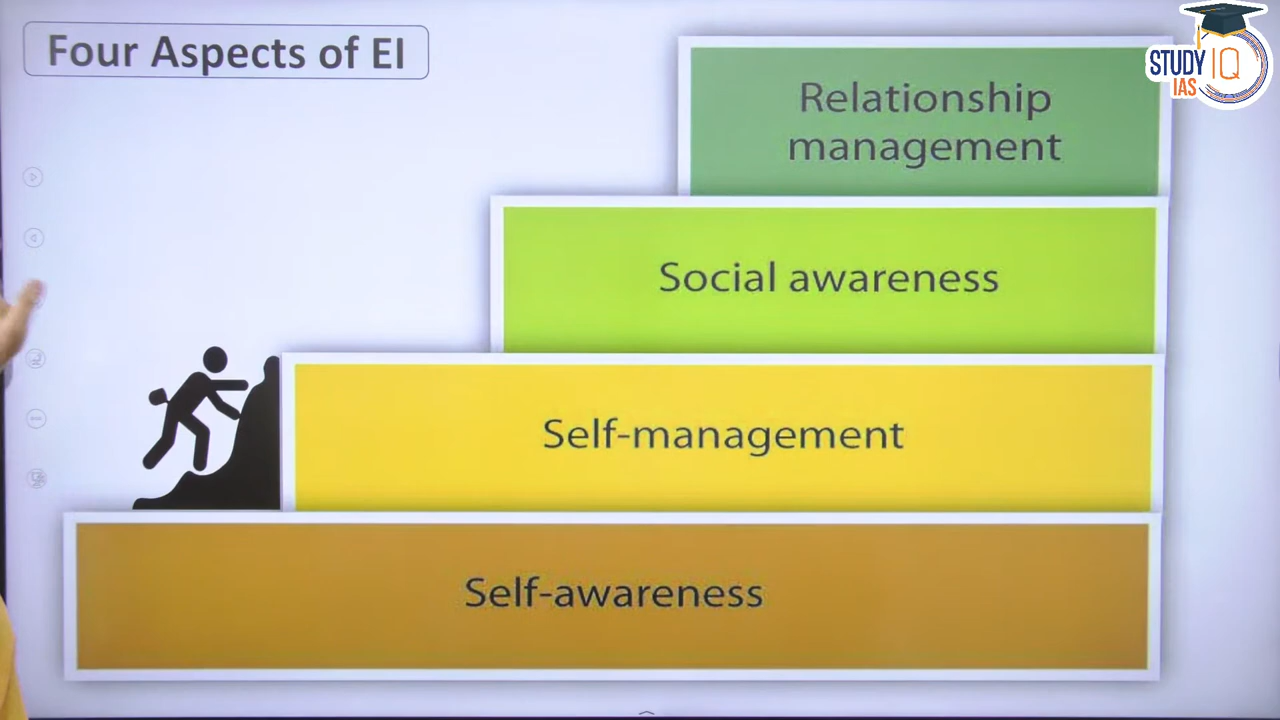 Four Aspects of EI
STUDY IQ
IAS
Relationship
management
Social awareness
Self-management
Self-awareness